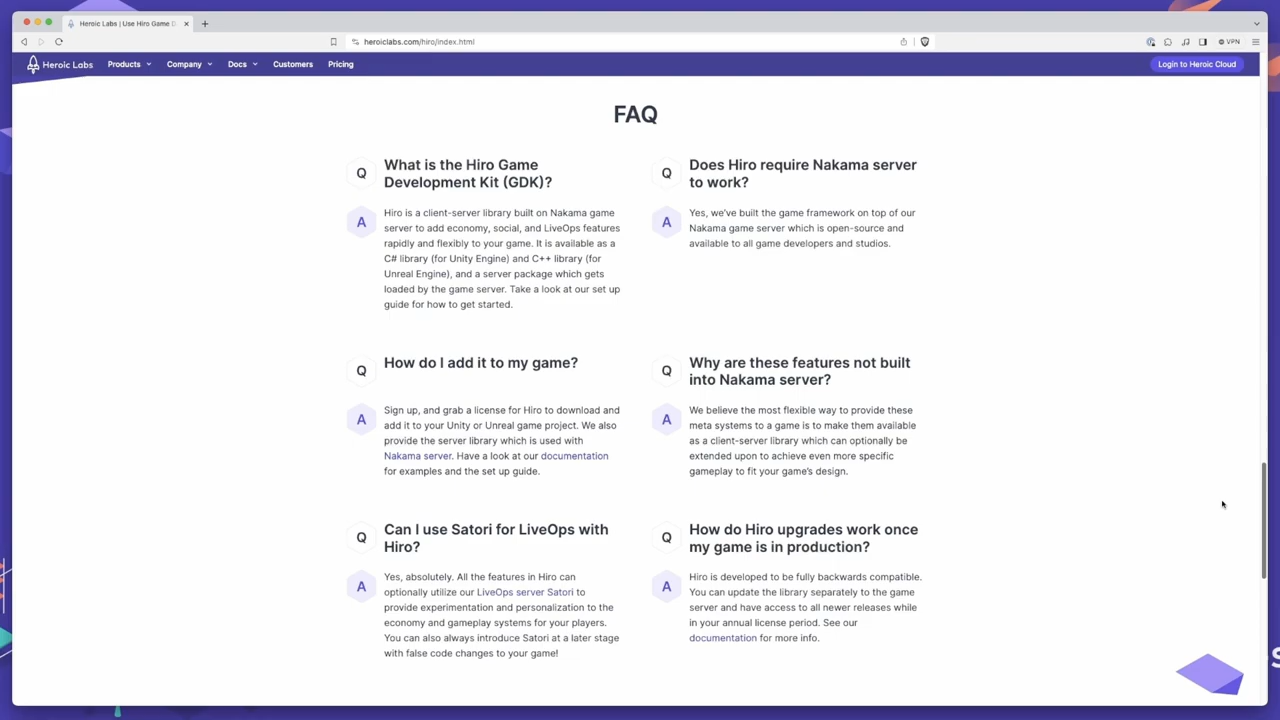 Heroic Labs | Use Hiro Game D
heroiclabs.com/hiro/index.html
VPN
Heroic Labs
Products
Company
Docs
Customers
Pricing
Login to Heroic Cloud
FAQ
Q
What is the Hiro Game
Development Kit (GDK)?
A
Hiro is a client-server library built on Nakama game
server to add economy, social, and LiveOps features
rapidly and flexibly to your game. It is available as a
C# library (for Unity Engine) and C++ library (for
Unreal Engine), and a server package which gets
loaded by the game server. Take a look at our set up
guide for how to get started.
Q
Does Hiro require Nakama server
to work?
A
Yes, we've built the game framework on top of our
Nakama game server which is open-source and
available to all game developers and studios.
Q
How do I add it to my game?
A
Sign up, and grab a license for Hiro to download and
add it to your Unity or Unreal game project. We also
provide the server library which is used with
Nakama server. Have a look at our documentation
for examples and the set up guide.
Q
Why are these features not built
into Nakama server?
A
We believe the most flexible way to provide these
meta systems to a game is to make them available
as a client-server library which can optionally be
extended upon to achieve even more specific
gameplay to fit your game's design.
Q
Can I use Satori for LiveOps with
Hiro?
A
Yes, absolutely. All the features in Hiro can
optionally utilize our LiveOps server Satori to
provide experimentation and personalization to the
economy and gameplay systems for your players.
You can also always introduce Satori at a later stage
with false code changes to your game!
Q
How do Hiro upgrades work once
my game is in production?
A
Hiro is developed to be fully backwards compatible.
You can update the library separately to the game
server and have access to all newer releases while
in your annual license period. See our
documentation for more info.